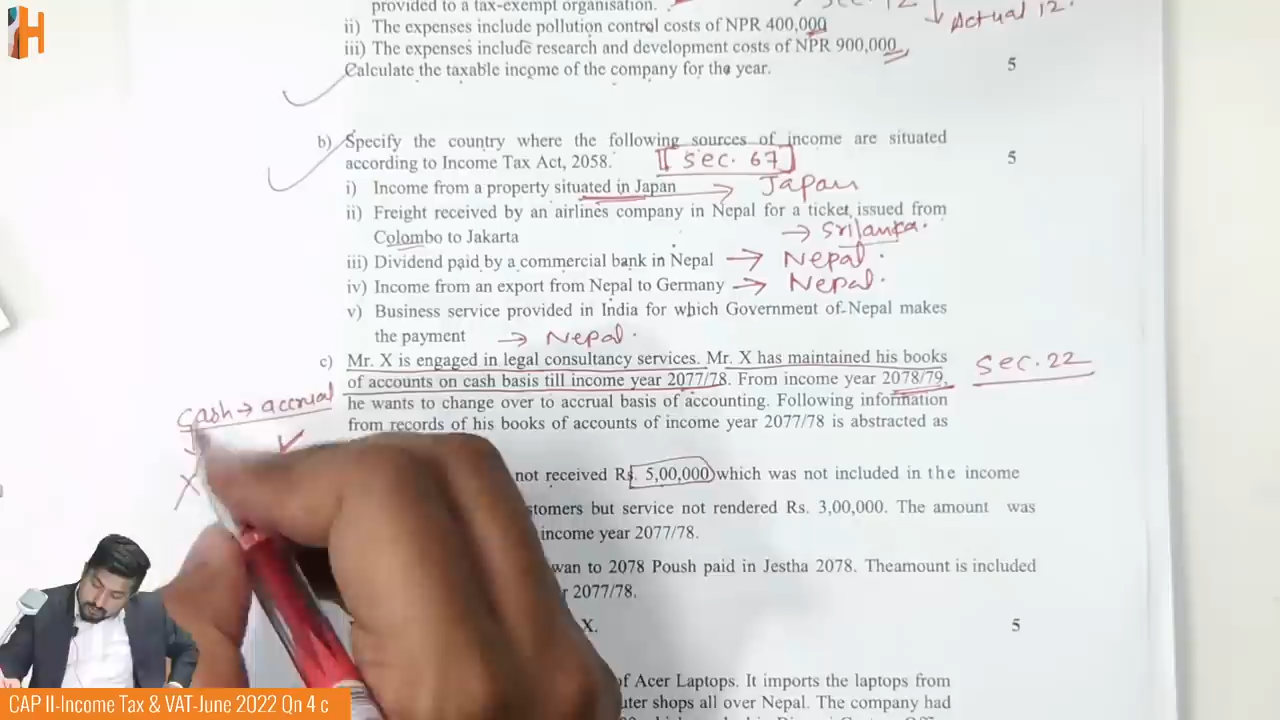 H
provided to a tax-exempt organisation.
ii) The expenses include pollution control costs of NPR 400,000
Actual 12.
iii) The expenses include research and development costs of NPR 900,000
Calculate the taxable income of the company for the year. 5
b) Specify the country where the following sources of income are situated 5
according to Income Tax Act, 2058. [Sec. 67]
i) Income from a property situated in Japan → Japan
ii) Freight received by an airlines company in Nepal for a ticket issued from
Colombo to Jakarta → Srilanka.
iii) Dividend paid by a commercial bank in Nepal → Nepal.
iv) Income from an export from Nepal to Germany → Nepal.
v) Business service provided in India for which Government of Nepal makes
the payment → Nepal.
c) Mr. X is engaged in legal consultancy services. Mr. X has maintained his books Sec. 22
of accounts on cash basis till income year 2077/78. From income year 2078/79,
cash → accrual
he wants to change over to accrual basis of accounting. Following information
from records of his books of accounts of income year 2077/78 is abstracted as
not received Rs. 5,00,000 which was not included in the income
X
tomers but service not rendered Rs. 3,00,000. The amount was
income year 2077/78.
wan to 2078 Poush paid in Jestha 2078. Theamount is included
2077/78.
X. 5
f Acer Laptops. It imports the laptops from
uter shops all over Nepal. The company had
CAP II-Income Tax & VAT-June 2022 Qn 4 c